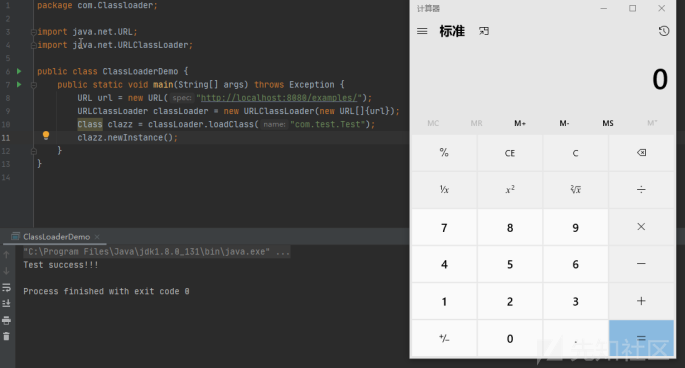 1 package com.Classloader;
2
3 import java.net.URL;
4 import java.net.URLClassLoader;
5
6 public class ClassLoaderDemo {
7 public static void main(String[] args) throws Exception {
8 URL url = new URL( spec: "http://localhost:8080/examples/");
9 URLClassLoader classLoader = new URLClassLoader(new URL[]{url});
10 Class clazz = classLoader.loadClass( name: "com.test.Test");
11 clazz.newInstance();
12 }
13 }
14
ClassLoaderDemo ×
"C:\Program Files\Java\jdk1.8.0_131\bin\java.exe" ...
Test success!!!
Process finished with exit code 0
计算器
标准
0
MC MR M+ M- MS M˅
% CE C
¹/x x² ²√x ÷
7 8 9 ×
4 5 6 −
1 2 3 +
+/− 0 . =
先知社区